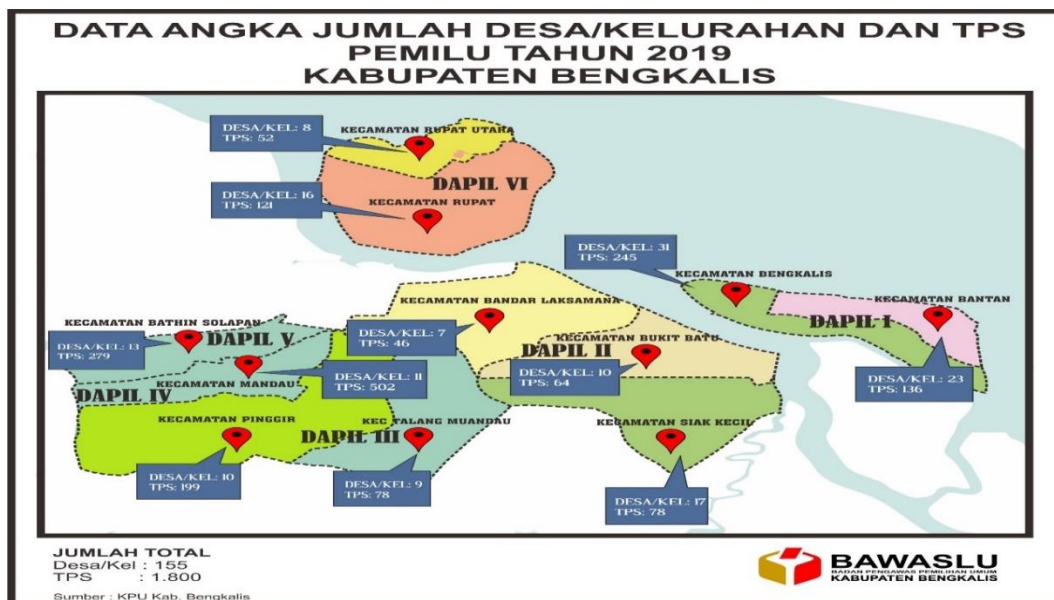 DATA ANGKA JUMLAH DESA/KELURAHAN DAN TPS
PEMILU TAHUN 2019
KABUPATEN BENGKALIS
DESA/KEL: 8
TPS: 52
KECAMATAN RUPAT UTARA
DAPIL VI
DESA/KEL: 16
TPS: 121
KECAMATAN RUPAT
DESA/KEL: 31
TPS: 245
KECAMATAN BENGKALIS
KECAMATAN BANTAN
DAPIL I
DESA/KEL: 23
TPS: 136
KECAMATAN BANDAR LAKSAMANA
DESA/KEL: 7
TPS: 46
KECAMATAN BUKIT BATU
DAPIL II
DESA/KEL: 10
TPS: 64
KECAMATAN BATHIN SOLAPAN
DAPIL V
DESA/KEL: 13
TPS: 279
KECAMATAN MANDAU
DESA/KEL: 11
TPS: 502
DAPIL IV
KECAMATAN PINGGIR
KEC TALANG MUANDAU
DAPIL III
KECAMATAN SIAK KECIL
DESA/KEL: 10
TPS: 199
DESA/KEL: 9
TPS: 78
DESA/KEL: 17
TPS: 78
JUMLAH TOTAL
Desa/Kel : 155
TPS : 1.800
Sumber : KPU Kab. Bengkalis
BAWASLU
BADAN PENGAWAS PEMILIHAN UMUM
KABUPATEN BENGKALIS